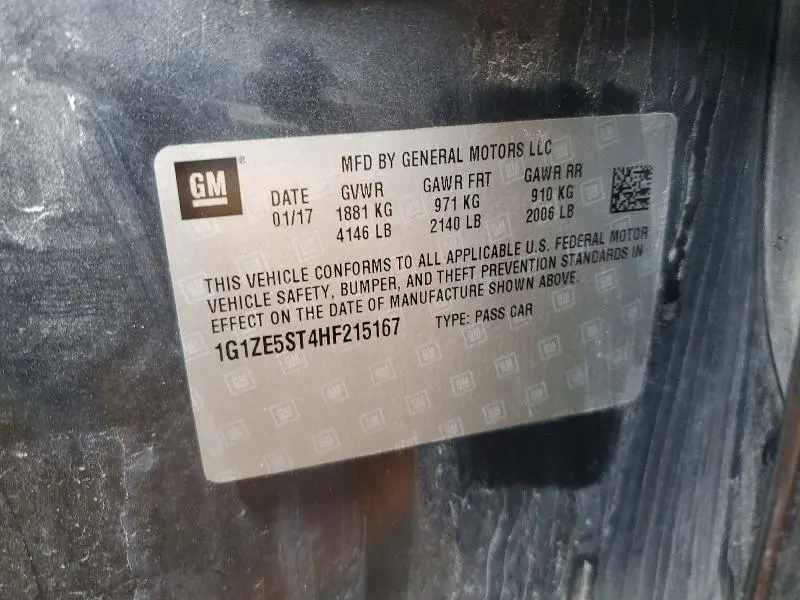 GM
MFD BY GENERAL MOTORS LLC
DATE GVWR GAWR FRT GAWR RR
01/17 1881 KG 971 KG 910 KG
4146 LB 2140 LB 2006 LB
THIS VEHICLE CONFORMS TO ALL APPLICABLE U.S. FEDERAL MOTOR
VEHICLE SAFETY, BUMPER, AND THEFT PREVENTION STANDARDS IN
EFFECT ON THE DATE OF MANUFACTURE SHOWN ABOVE.
1G1ZE5ST4HF215167 TYPE: PASS CAR